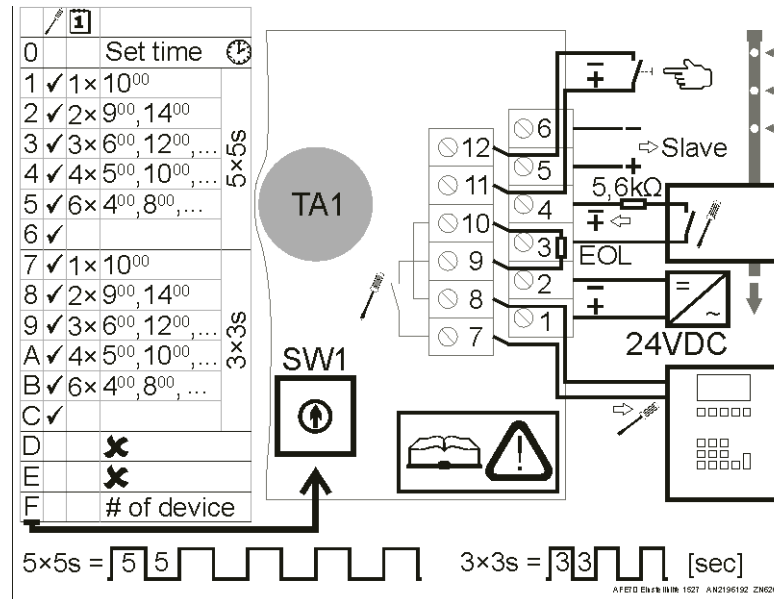 1
0 Set time
1 ✓ 1× 10⁰⁰
2 ✓ 2× 9⁰⁰,14⁰⁰
3 ✓ 3× 6⁰⁰,12⁰⁰,...
4 ✓ 4× 5⁰⁰,10⁰⁰,...
5 ✓ 6× 4⁰⁰,8⁰⁰, ...
6 ✓
5×5s
7 ✓ 1× 10⁰⁰
8 ✓ 2× 9⁰⁰,14⁰⁰
9 ✓ 3× 6⁰⁰,12⁰⁰,...
A ✓ 4× 5⁰⁰,10⁰⁰,...
B ✓ 6× 4⁰⁰,8⁰⁰, ...
C ✓
3×3s
D ✗
E ✗
F # of device
TA1
SW1
12
11
10
9
8
7
6
5
4
3
2
1
− +
−
Slave
+
5,6kΩ
− +
EOL
− +
= ~
24VDC
!
5×5s = 5 5
3×3s = 3 3 [sec]
1527 AN2196192